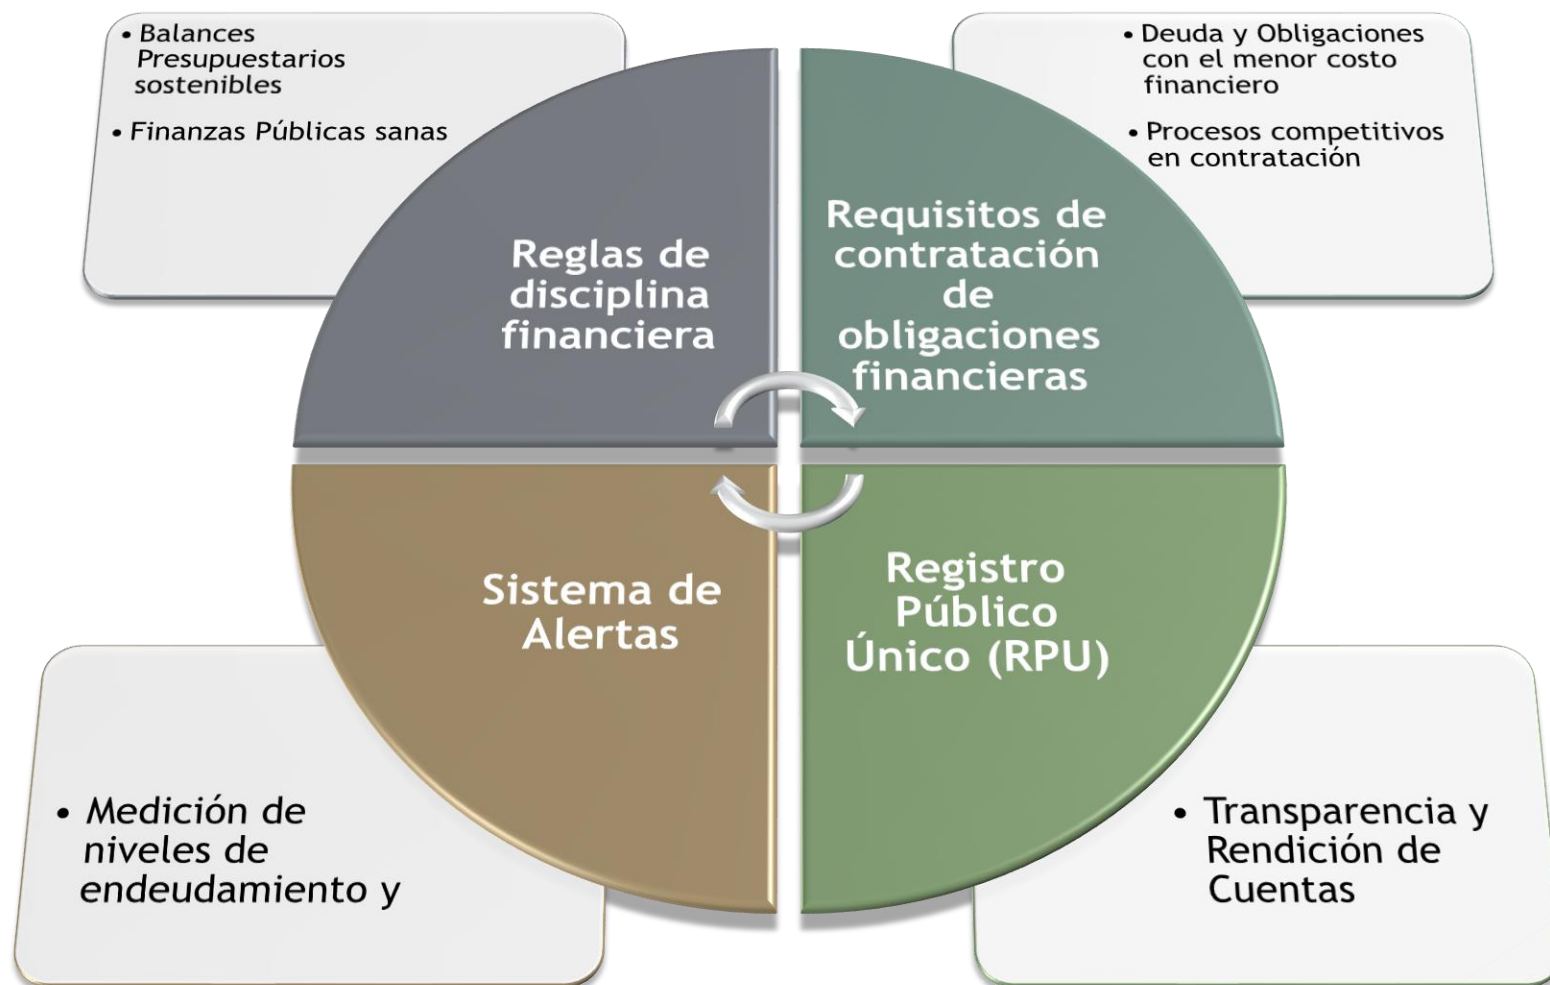 • Balances
Presupuestarios
sostenibles
• Finanzas Públicas sanas
• Deuda y Obligaciones
con el menor costo
financiero
• Procesos competitivos
en contratación
Reglas de
disciplina
financiera
Requisitos de
contratación
de
obligaciones
financieras
Sistema de
Alertas
Registro
Público
Único (RPU)
• Medición de
niveles de
endeudamiento y
• Transparencia y
Rendición de
Cuentas